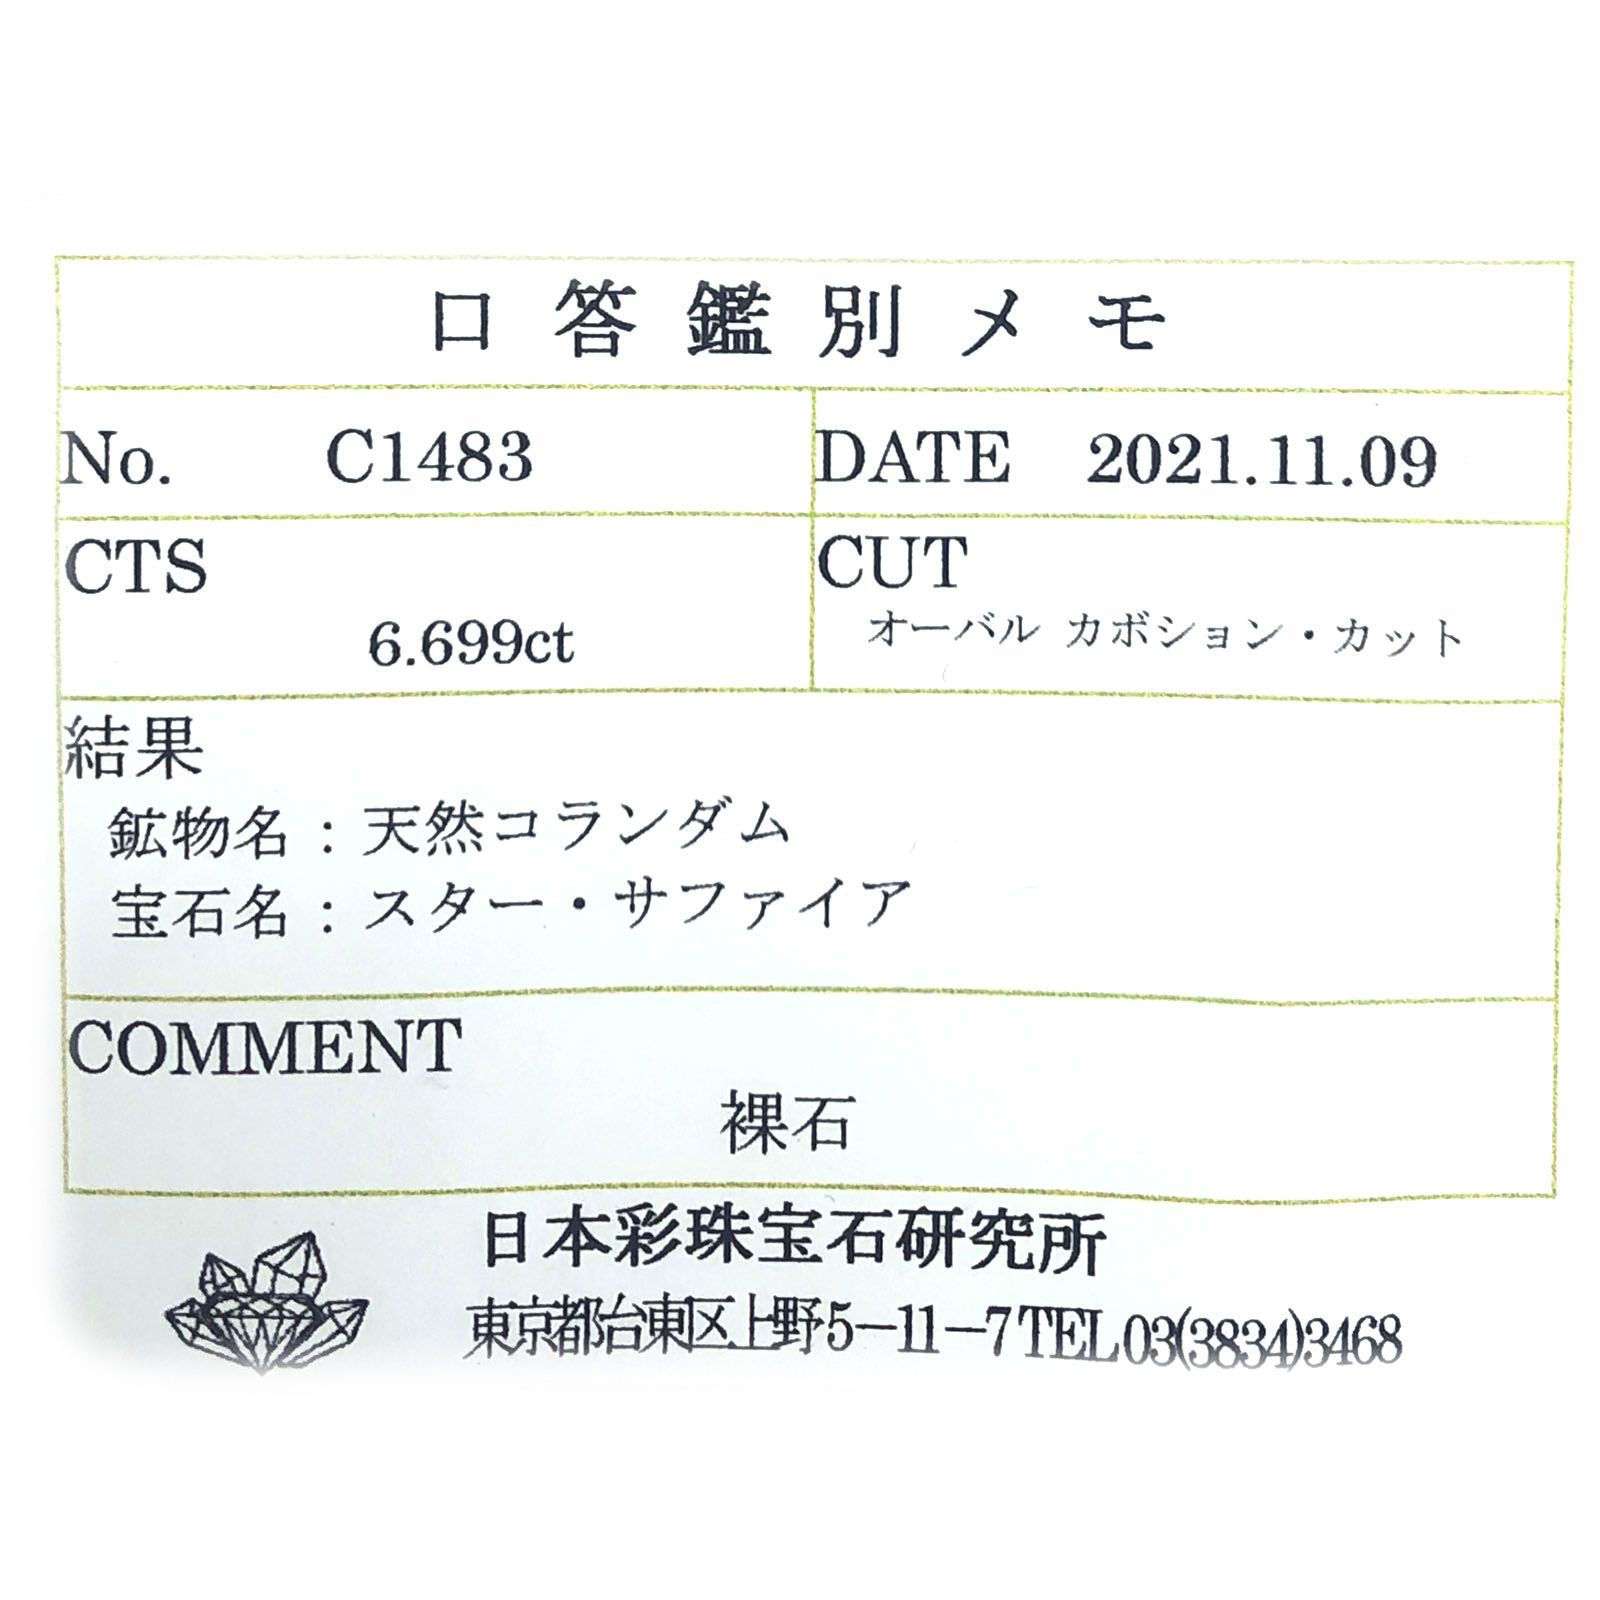 口答鑑別メモ
No. C1483
DATE 2021.11.09
CTS
6.699ct
CUT
オーバル カボション・カット
結果
鉱物名：天然コランダム
宝石名：スター・サファイア
COMMENT
裸石
日本彩珠宝石研究所
東京都台東区上野5－11－7 TEL 03(3834)3468